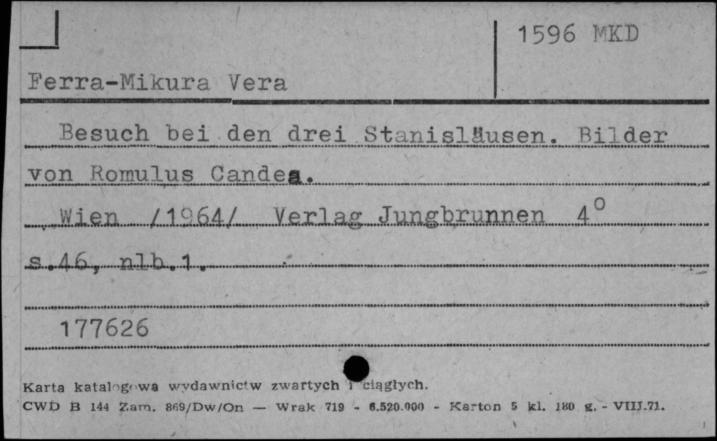 1596 MKD
Ferra-Mikura Vera
Besuch bei den drei Stanisläusen. Bilder
von Romulus Candea.
Wien /1964/ Verlag Jungbrunnen 4°
s.46, nlb.1.
177626
Karta katalogowa wydawnictw zwartych i ciągłych.
CWD B 144 Zam. 869/Dw/On — Wrak 719 - 6.520.000 - Karton 5 kl. 180 g. - VIII.71.